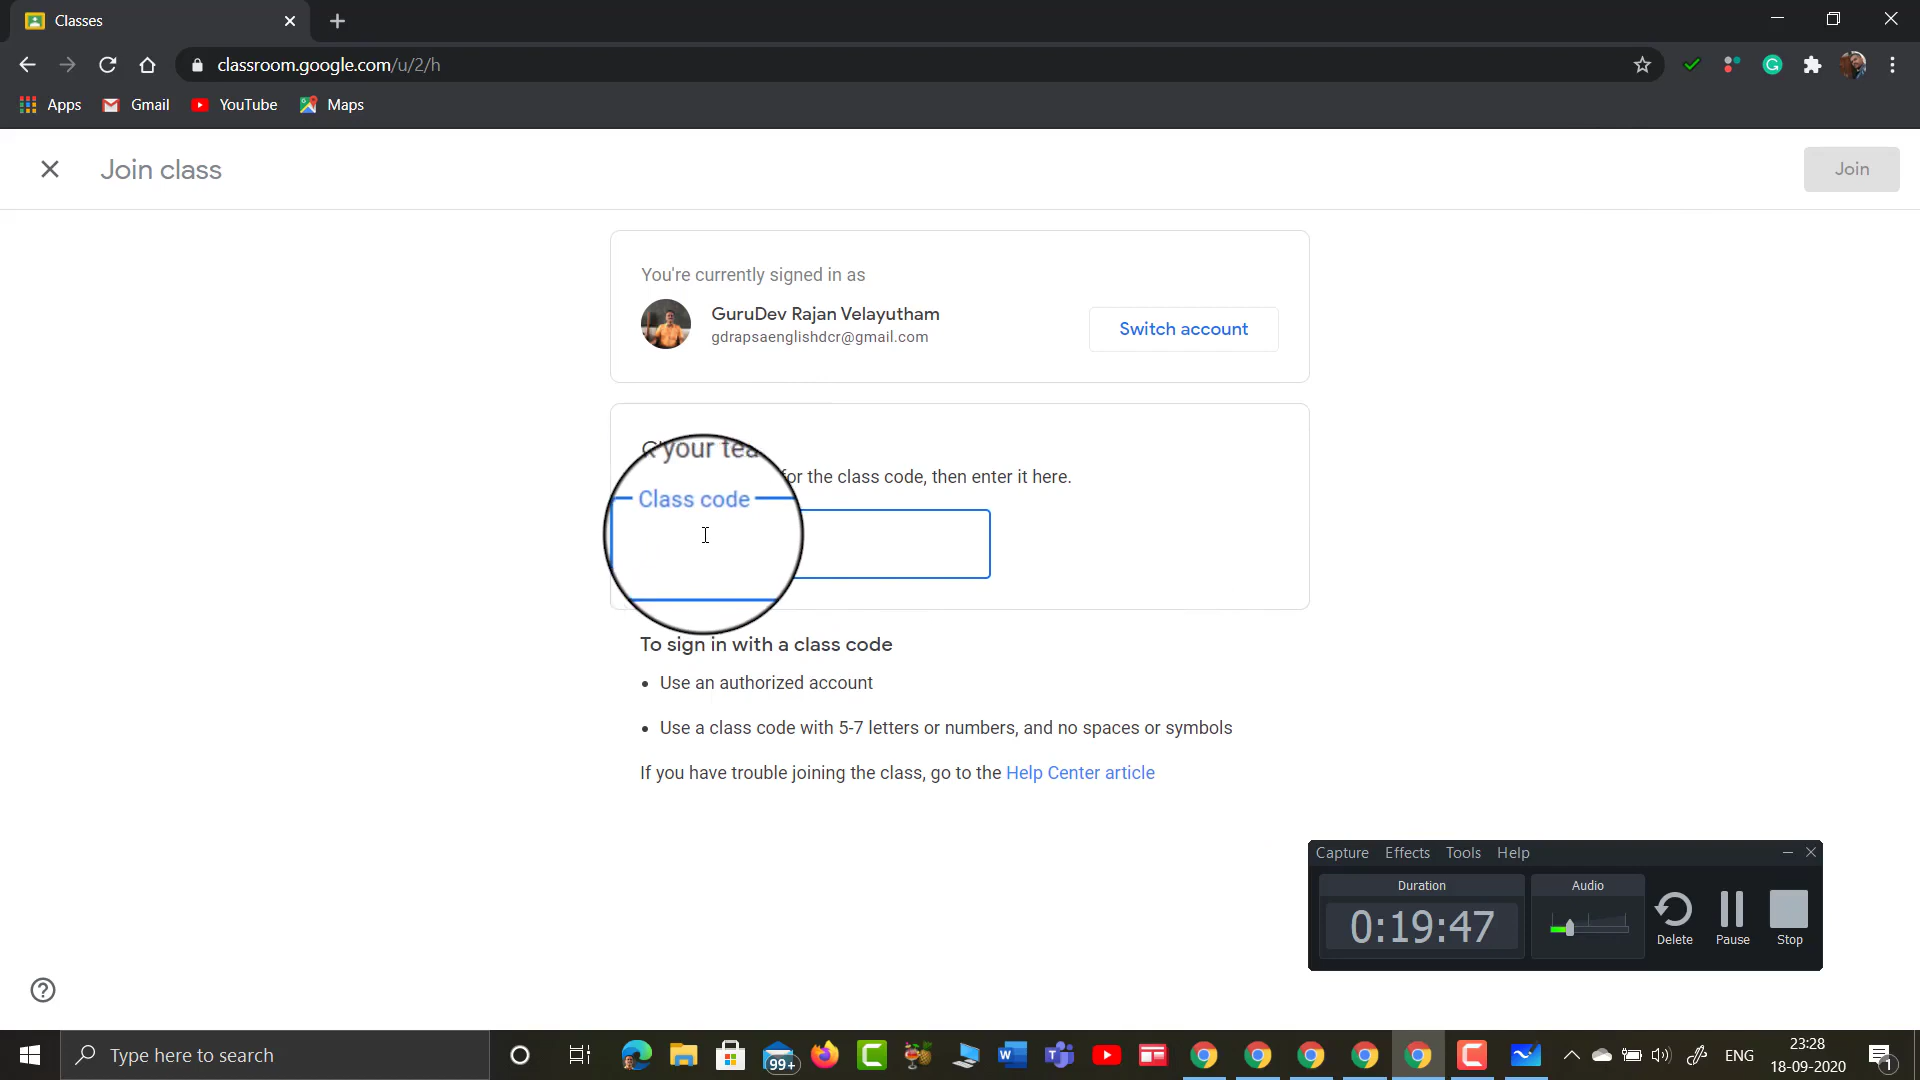 Classes
classroom.google.com/u/2/h
Apps
Gmail
YouTube
Maps
Join class
Join
You're currently signed in as
GuruDev Rajan Velayutham
gdrapsaenglishdcr@gmail.com
Switch account
your tea
for the class code, then enter it here.
Class code
To sign in with a class code
• Use an authorized account
• Use a class code with 5-7 letters or numbers, and no spaces or symbols
If you have trouble joining the class, go to the Help Center article
Capture Effects Tools Help
Duration
Audio
0:19:47
Delete
Pause
Stop
Type here to search
99+
ENG
23:28
18-09-2020
1